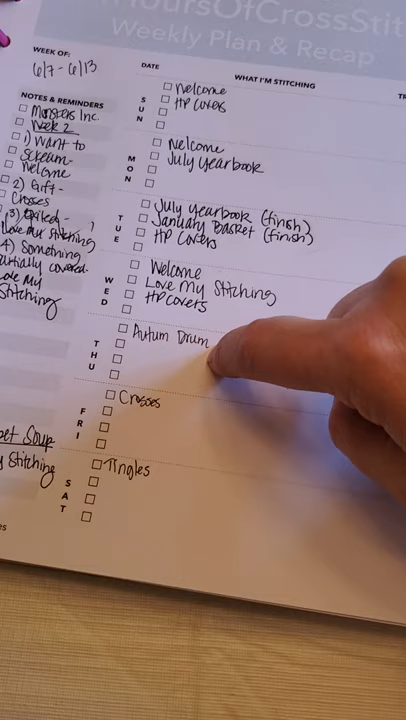 HoursOfCrossStit
Weekly Plan & Recap
WEEK OF:
6/7 - 6/13
DATE
WHAT I'M STITCHING
NOTES & REMINDERS
Monsters Inc.
Week 2
1) Want to
Scream-
Welcome
2) Gift-
Crosses
3)
Love My Stitching
4) Something
partially covered-
Love My
Stitching
Soup
Stitching
SUN
Welcome
HP Covers
MON
Welcome
July Yearbook
TUE
July Yearbook (finish)
January Basket (finish)
HP Covers
WED
Welcome
Love My Stitching
HP Covers
THU
Autum Drum
FRI
Crosses
SAT
Tingles